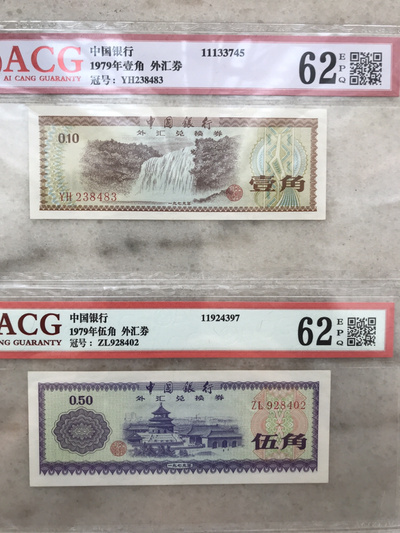 ACG
AI CANG GUARANTY
中国银行
1979年壹角 外汇券
冠号: YH238483
11133745
62
EPQ
中国银行
外汇兑换券
0.10
YH 238483
壹角
一九七九年
ACG
CANG GUARANTY
中国银行
1979年伍角 外汇券
冠号: ZL928402
11924397
62
EPQ
中国银行
外汇兑换券
0.50
ZL 928402
伍角
一九七九年